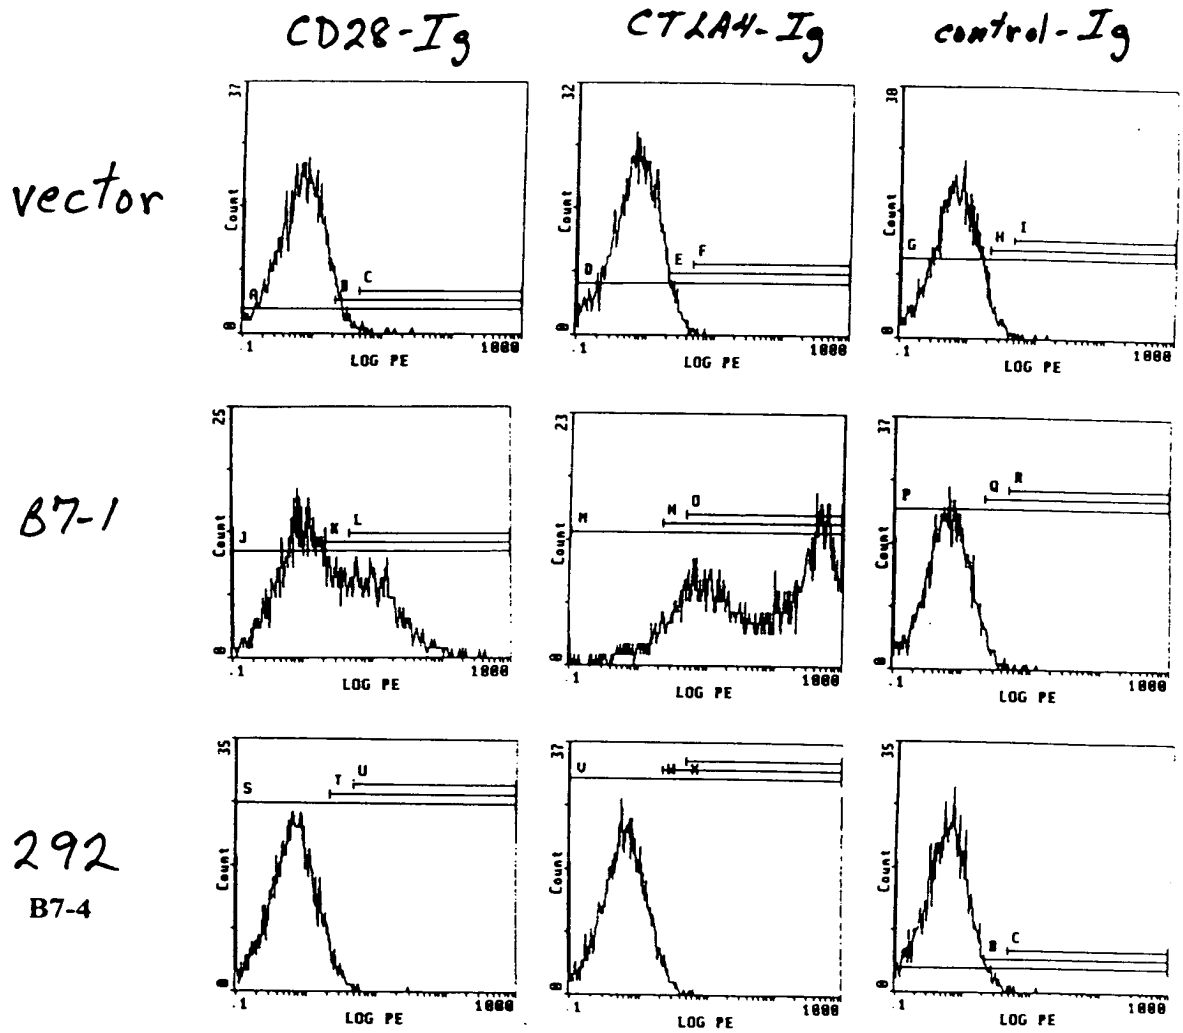 CD28-Ig CTLA4-Ig control-Ig
vector
37 Count 0 A B C .1 1000 LOG PE
32 Count 0 D E F .1 1000 LOG PE
38 Count 0 G H I .1 1000 LOG PE
B7-1
25 Count 0 J K L .1 1000 LOG PE
23 Count 0 M N O .1 1000 LOG PE
37 Count 0 P Q R .1 1000 LOG PE
292
B7-4
35 Count 0 S T U .1 1000 LOG PE
37 Count 0 V W X .1 1000 LOG PE
35 Count 0 B C .1 1000 LOG PE